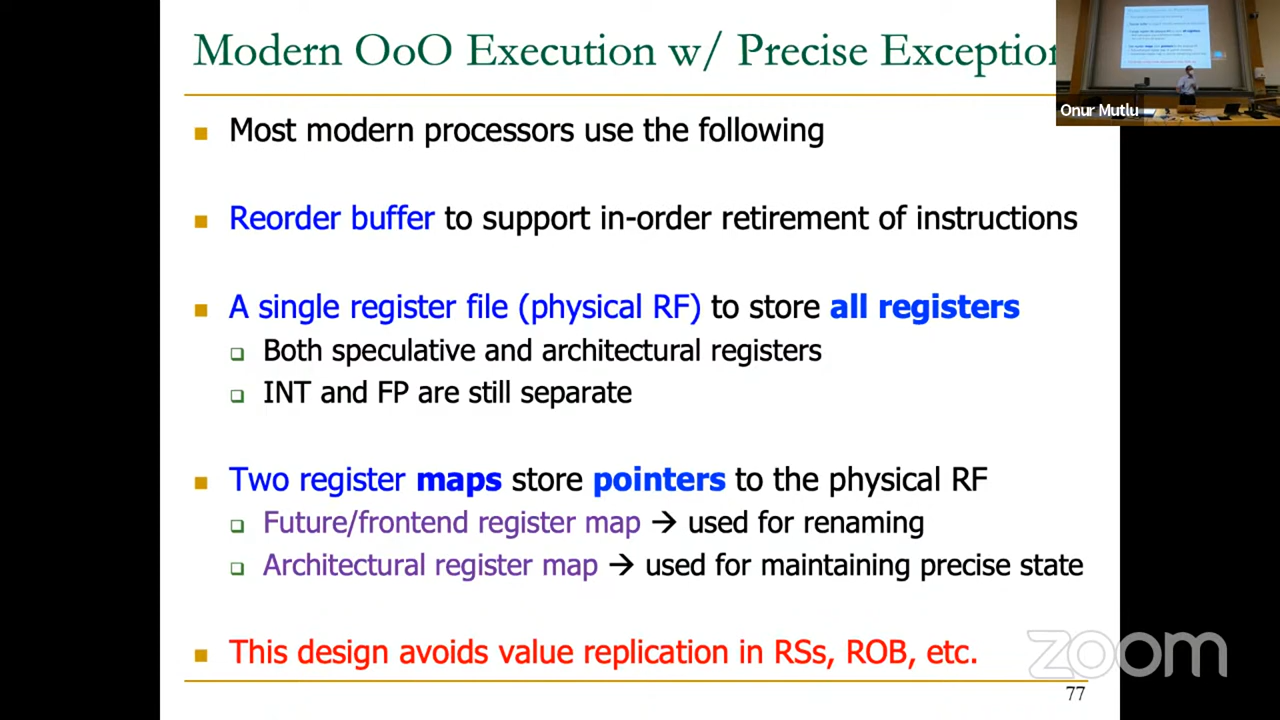 Modern OoO Execution w/ Precise Exception
Onur Mutlu
Most modern processors use the following
Reorder buffer to support in-order retirement of instructions
A single register file (physical RF) to store all registers
Both speculative and architectural registers
INT and FP are still separate
Two register maps store pointers to the physical RF
Future/frontend register map → used for renaming
Architectural register map → used for maintaining precise state
This design avoids value replication in RSs, ROB, etc.
zoom
77